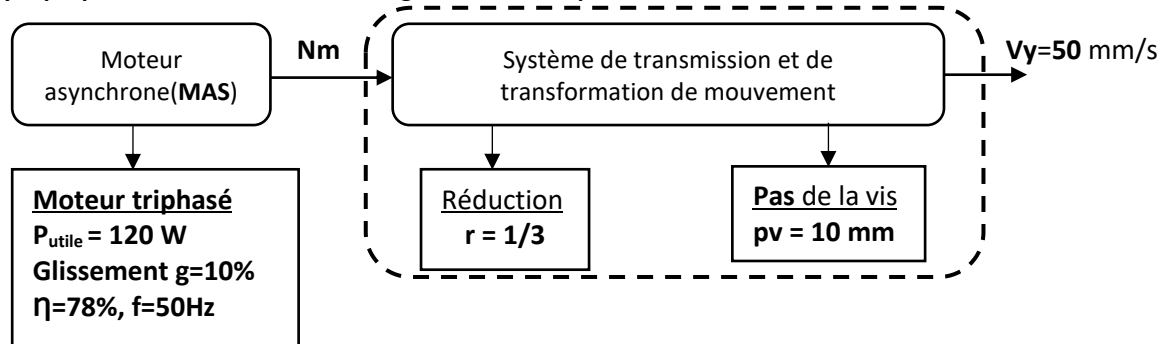 Nm
Vy=50 mm/s
Moteur
asynchrone(MAS)
Système de transmission et de
transformation de mouvement
Moteur triphasé
Putile = 120 W
Glissement g=10%
Ƞ=78%, f=50Hz
Réduction
r = 1/3
Pas de la vis
pv = 10 mm